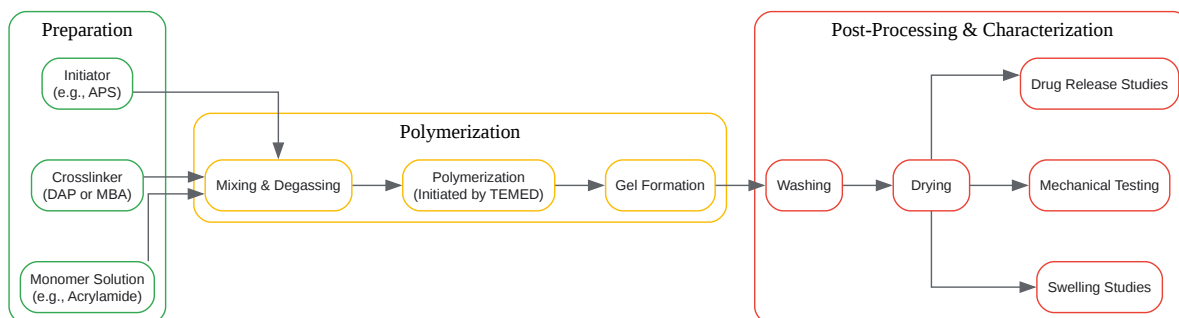 Preparation
Initiator
(e.g., APS)
Crosslinker
(DAP or MBA)
Monomer Solution
(e.g., Acrylamide)
Polymerization
Mixing & Degassing
Polymerization
(Initiated by TEMED)
Gel Formation
Post-Processing & Characterization
Washing
Drying
Drug Release Studies
Mechanical Testing
Swelling Studies